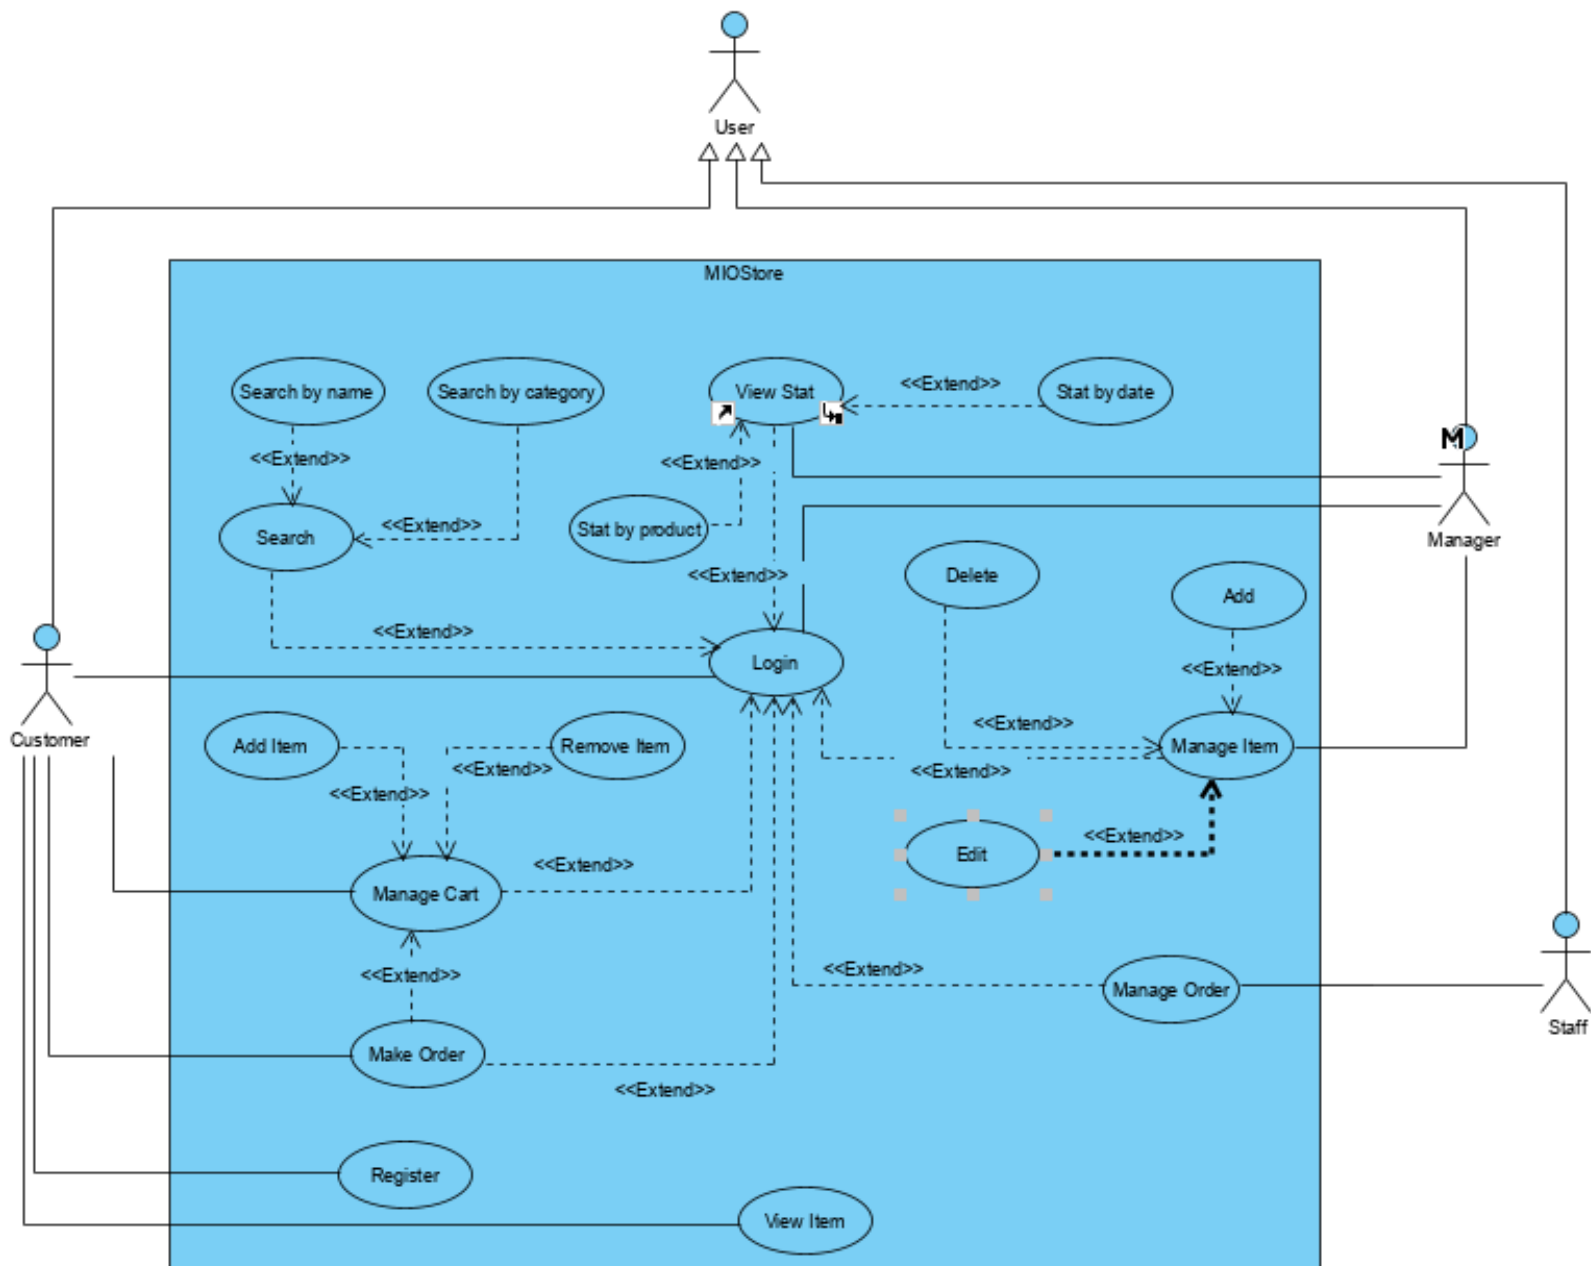 User
MIOStore
Search by name
Search by category
View Stat
<<Extend>>
Stat by date
<<Extend>>
<<Extend>>
M
Search
<<Extend>>
Stat by product
Manager
<<Extend>>
Delete
Add
<<Extend>>
Login
<<Extend>>
Customer
Add Item
Remove Item
<<Extend>>
Manage Item
<<Extend>>
<<Extend>>
<<Extend>>
<<Extend>>
Edit
<<Extend>>
Manage Cart
<<Extend>>
<<Extend>>
Manage Order
Staff
Make Order
<<Extend>>
Register
View Item